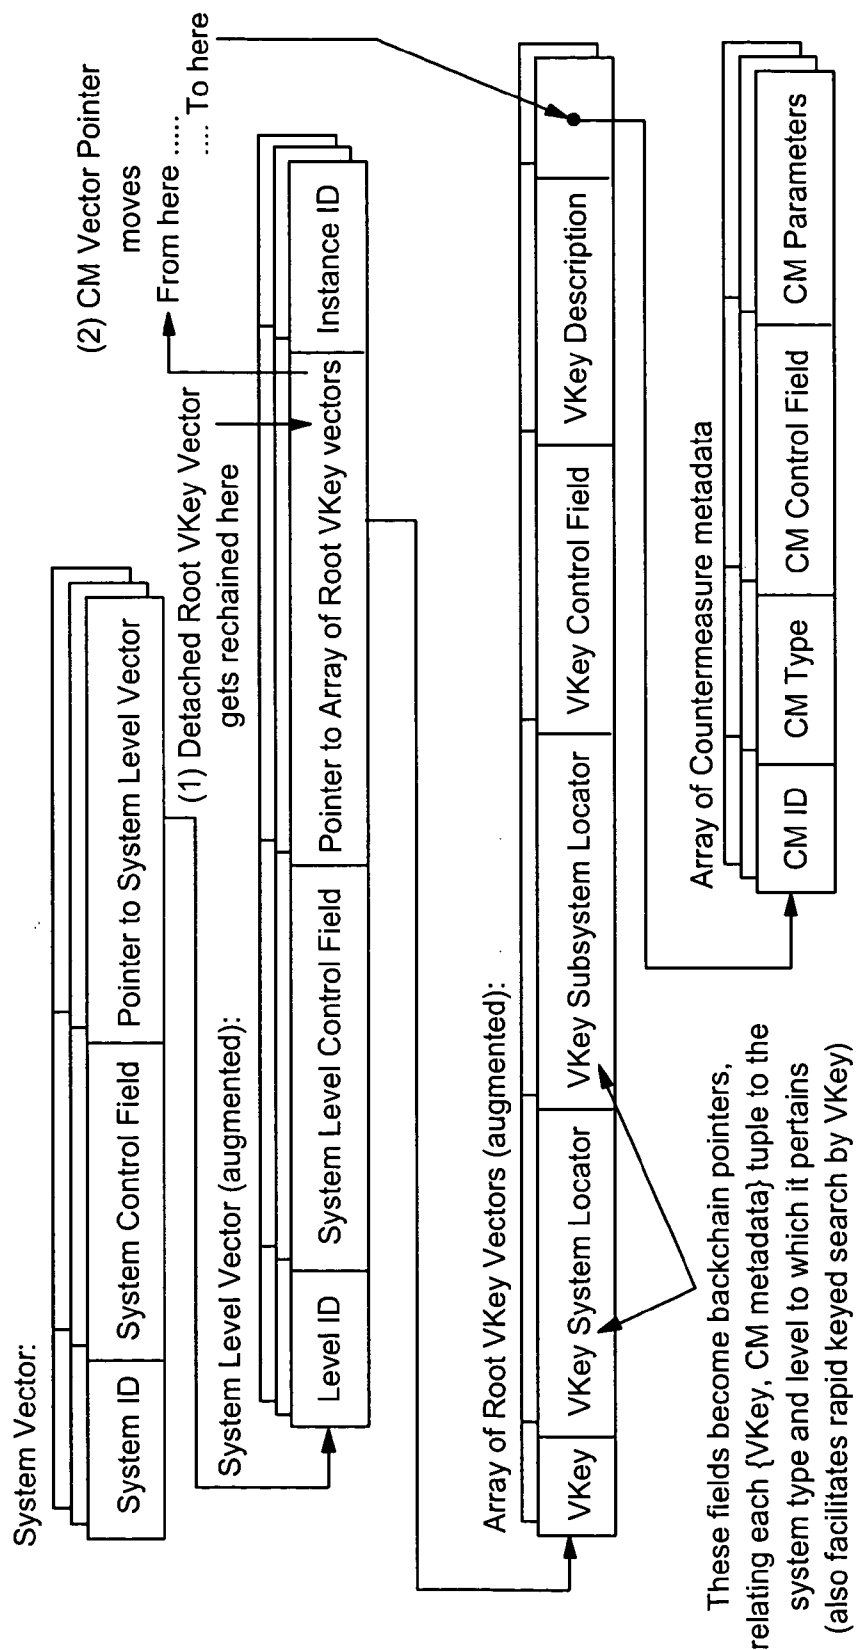 System Vector:
System ID
System Control Field
Pointer to System Level Vector
(1) Detached Root VKey Vector
gets rechained here
(2) CM Vector Pointer
moves
From here .....
.... To here
System Level Vector (augmented):
Level ID
System Level Control Field
Pointer to Array of Root VKey vectors
Instance ID
Array of Root VKey Vectors (augmented):
VKey
VKey System Locator
VKey Subsystem Locator
VKey Control Field
VKey Description
These fields become backchain pointers,
relating each {VKey, CM metadata} tuple to the
system type and level to which it pertains
(also facilitates rapid keyed search by VKey)
Array of Countermeasure metadata
CM ID
CM Type
CM Control Field
CM Parameters